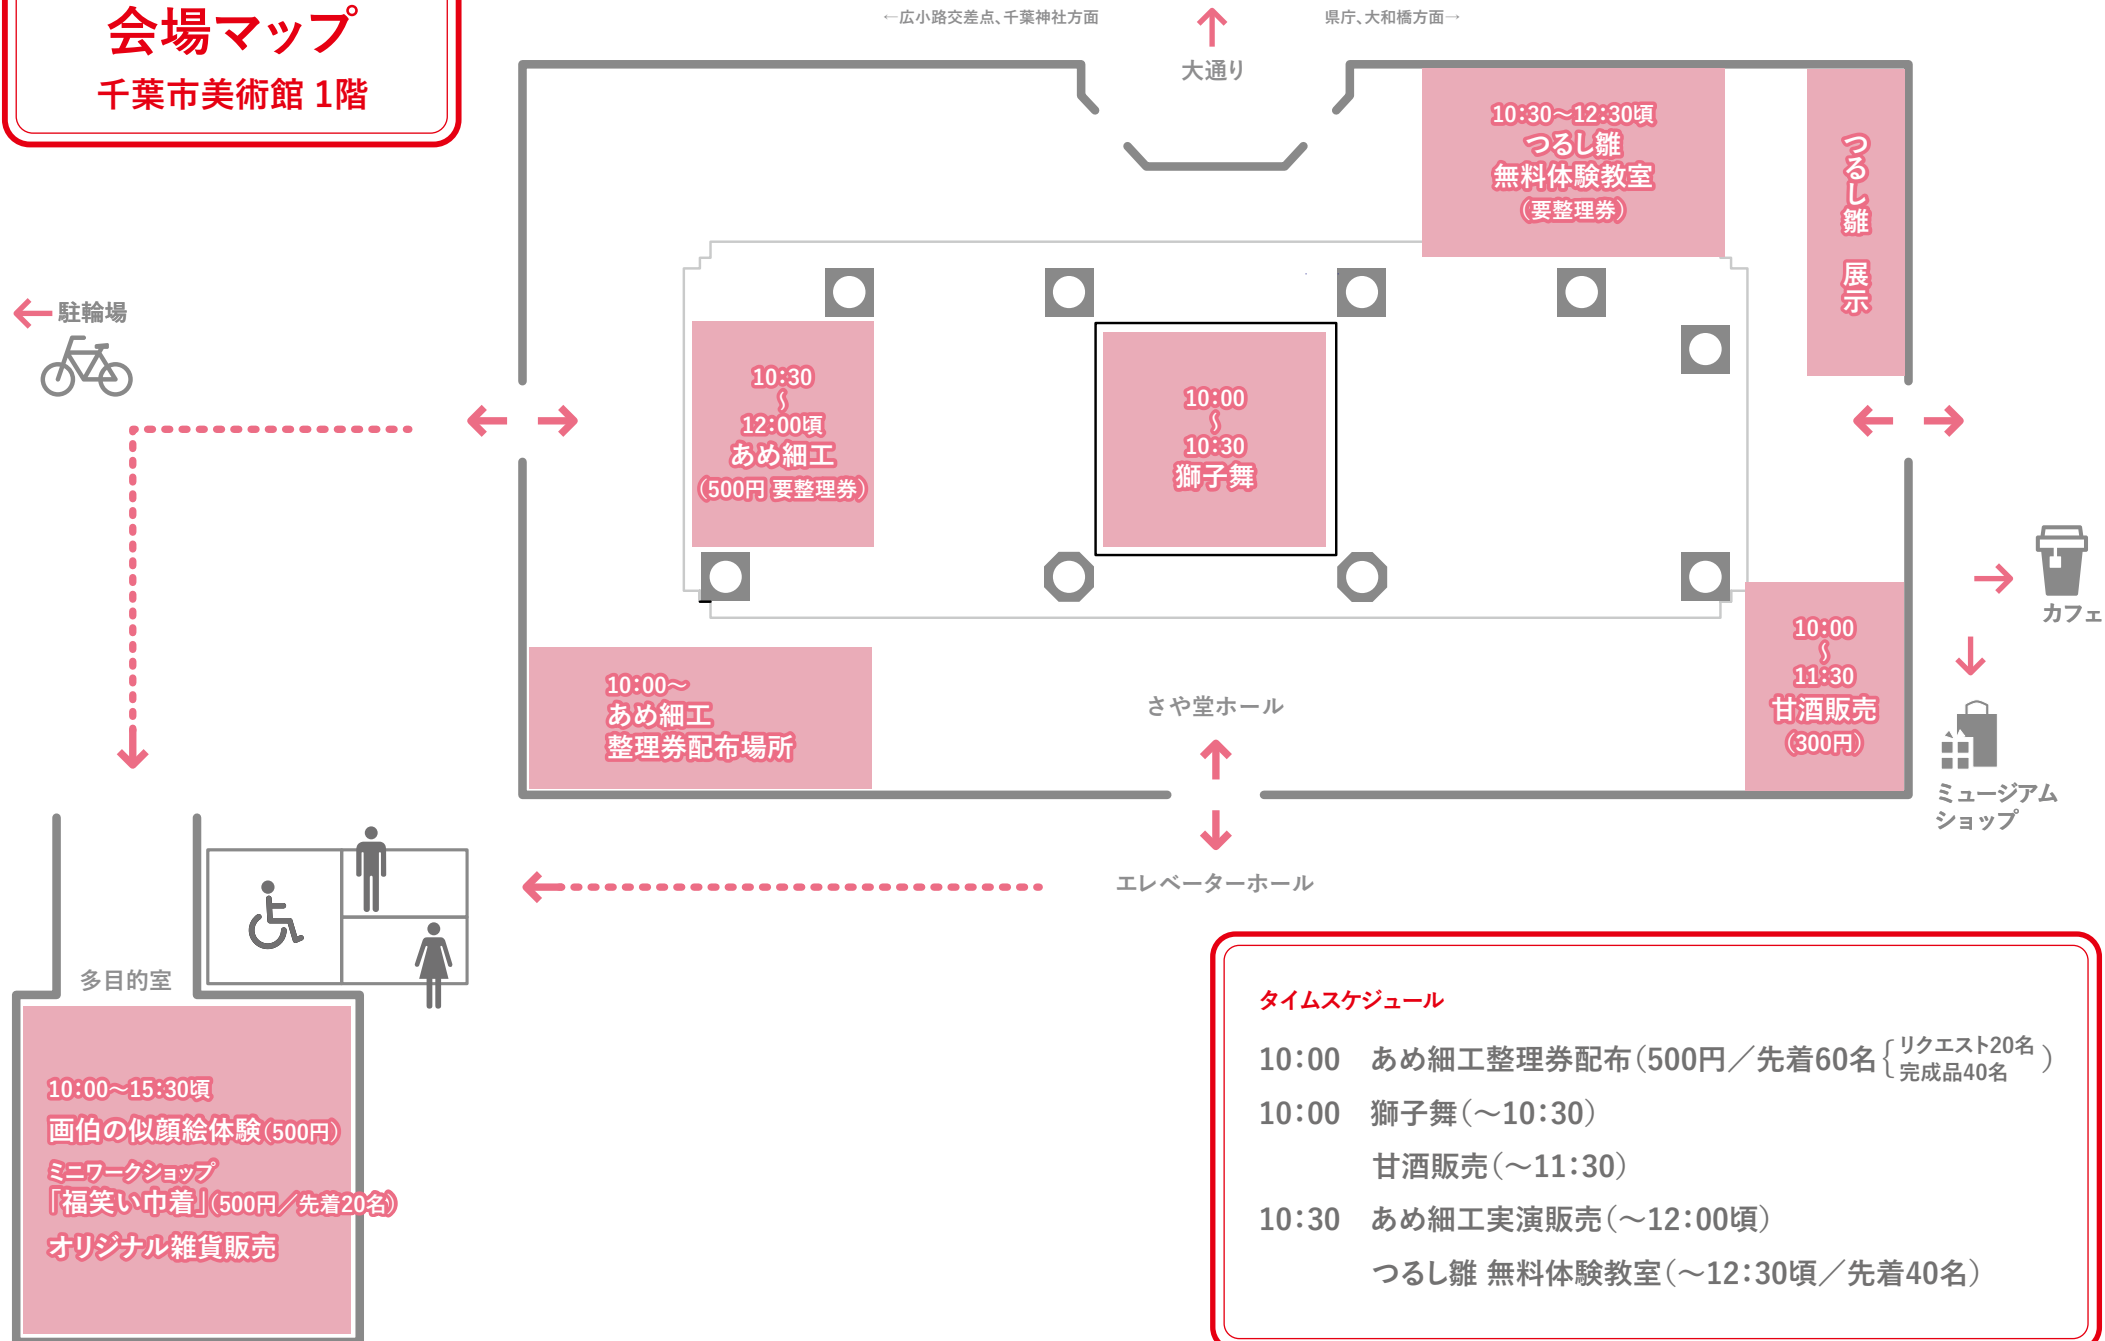 会場マップ
千葉市美術館 1階
←広小路交差点、千葉神社方面
県庁、大和橋方面→
大通り
10:30〜12:30頃
つるし雛
無料体験教室
（要整理券）
つるし雛 展示
駐輪場
10:30
〜
12:00頃
あめ細工
（500円 要整理券）
10:00
〜
10:30
獅子舞
カフェ
10:00
〜
11:30
甘酒販売
（300円）
10:00〜
あめ細工
整理券配布場所
さや堂ホール
ミュージアム
ショップ
エレベーターホール
多目的室
10:00〜15:30頃
画伯の似顔絵体験（500円）
ミニワークショップ
「福笑い巾着」（500円／先着20名）
オリジナル雑貨販売
タイムスケジュール
10:00 あめ細工整理券配布（500円／先着60名{リクエスト20名
完成品40名）
10:00 獅子舞（〜10:30）
甘酒販売（〜11:30）
10:30 あめ細工実演販売（〜12:00頃）
つるし雛 無料体験教室（〜12:30頃／先着40名）